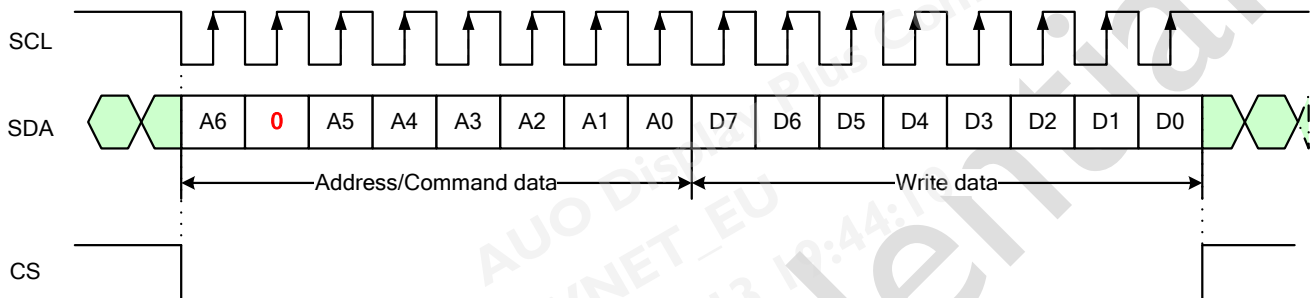 SCL
SDA A6 0 A5 A4 A3 A2 A1 A0 D7 D6 D5 D4 D3 D2 D1 D0
Address/Command data Write data
CS
AUO Display Plus